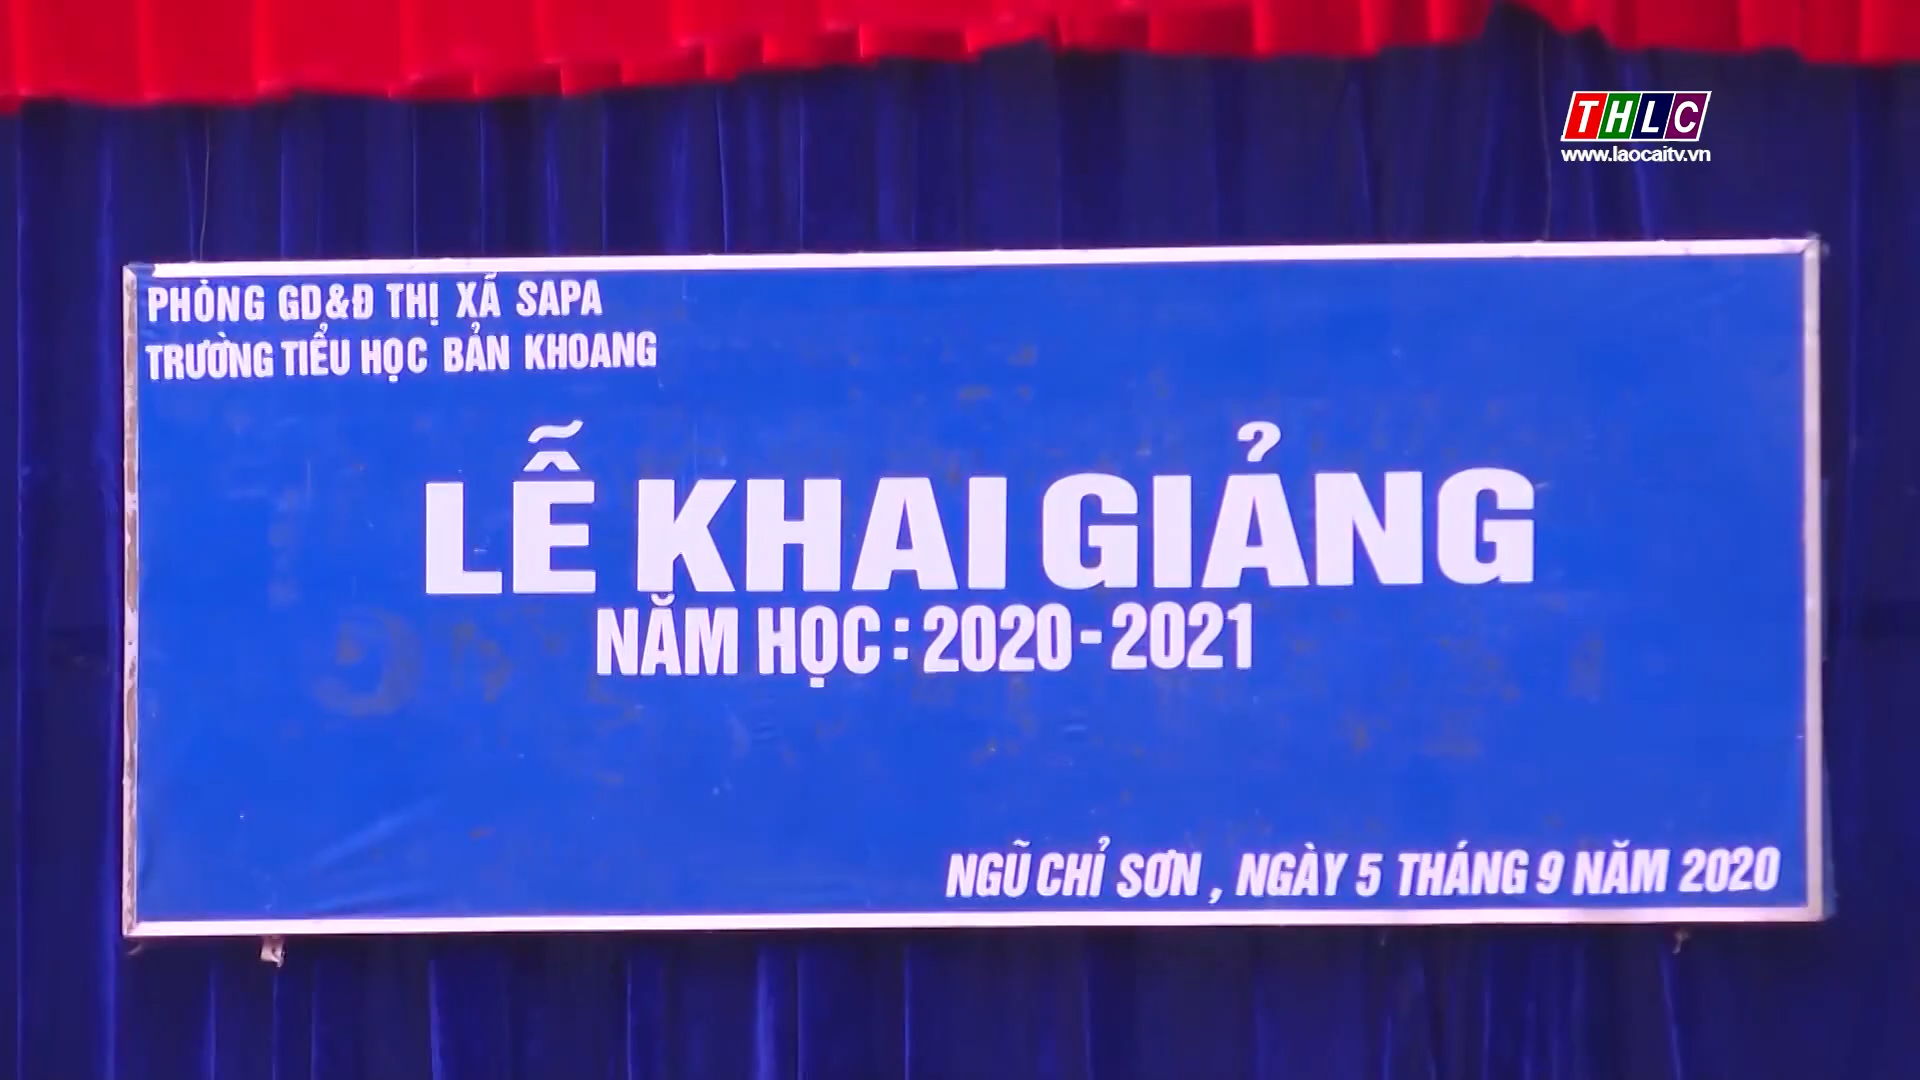 THLC
www.laocaitv.vn
PHÒNG GD&Đ THỊ XÃ SAPA
TRƯỜNG TIỂU HỌC BẢN KHOANG
LỄ KHAI GIẢNG
NĂM HỌC : 2020-2021
NGŨ CHỈ SƠN , NGÀY 5 THÁNG 9 NĂM 2020